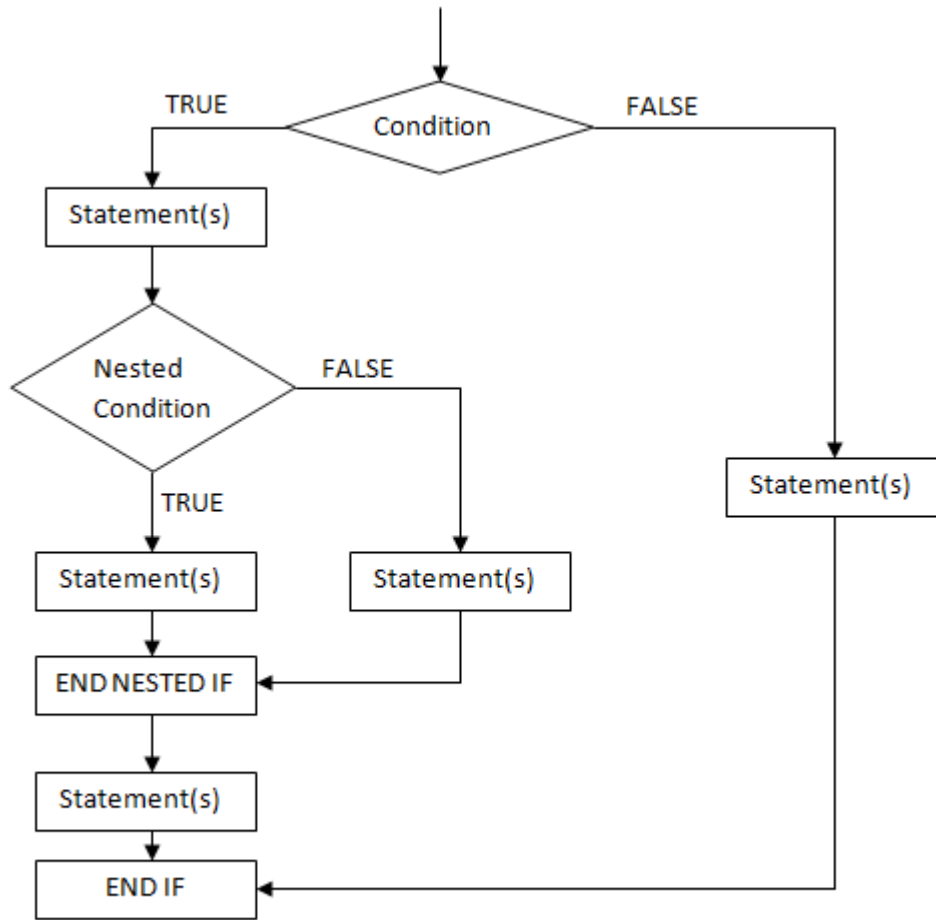 TRUE
FALSE
Condition
Statement(s)
Nested
Condition
FALSE
TRUE
Statement(s)
Statement(s)
Statement(s)
END NESTED IF
Statement(s)
END IF